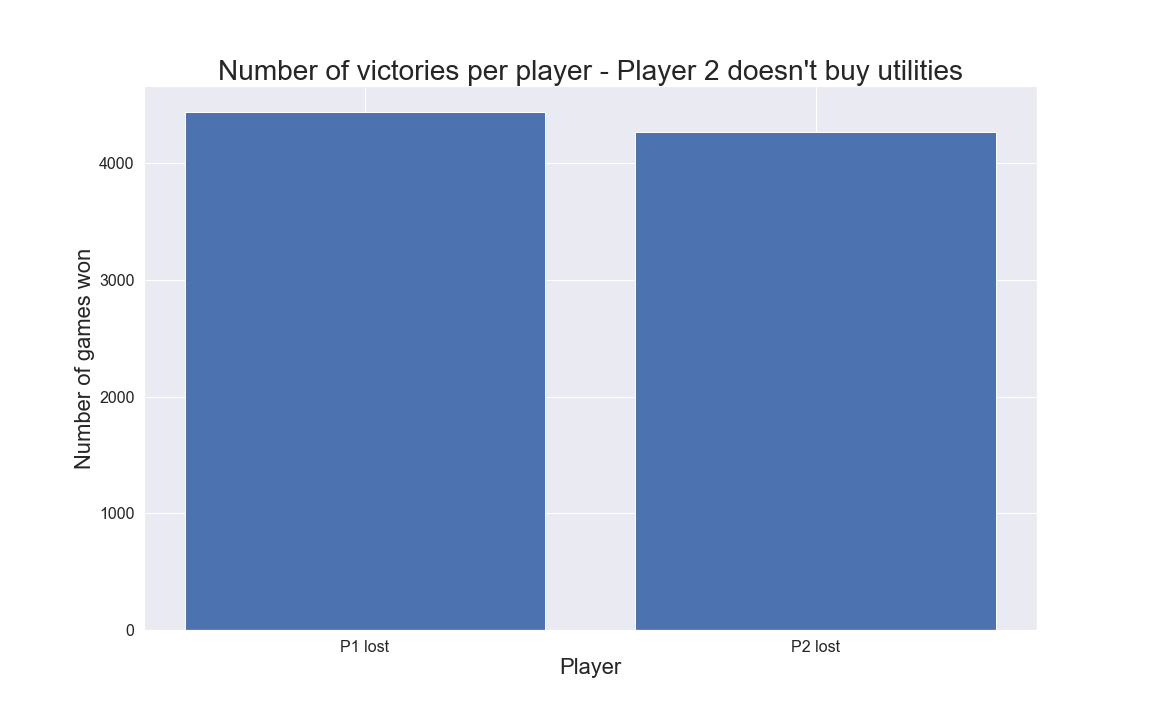 Number of victories per player - Player 2 doesn't buy utilities
Number of games won
4000
3000
2000
1000
0
P1 lost
P2 lost
Player